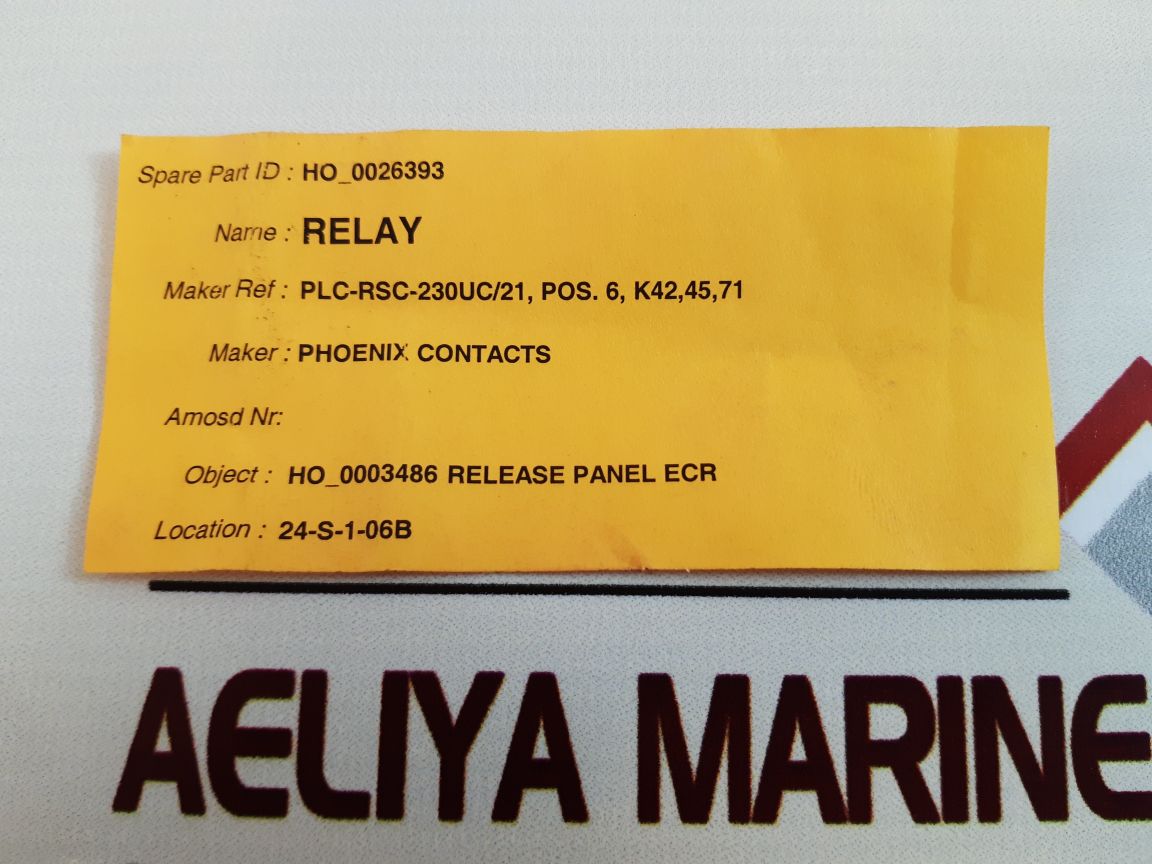 Spare Part ID : HO_0026393
Name : RELAY
Maker Ref : PLC-RSC-230UC/21, POS. 6, K42,45,71
Maker : PHOENIX CONTACTS
Amosd Nr:
Object : HO_0003486 RELEASE PANEL ECR
Location : 24-S-1-06B
AELIYA MARINE